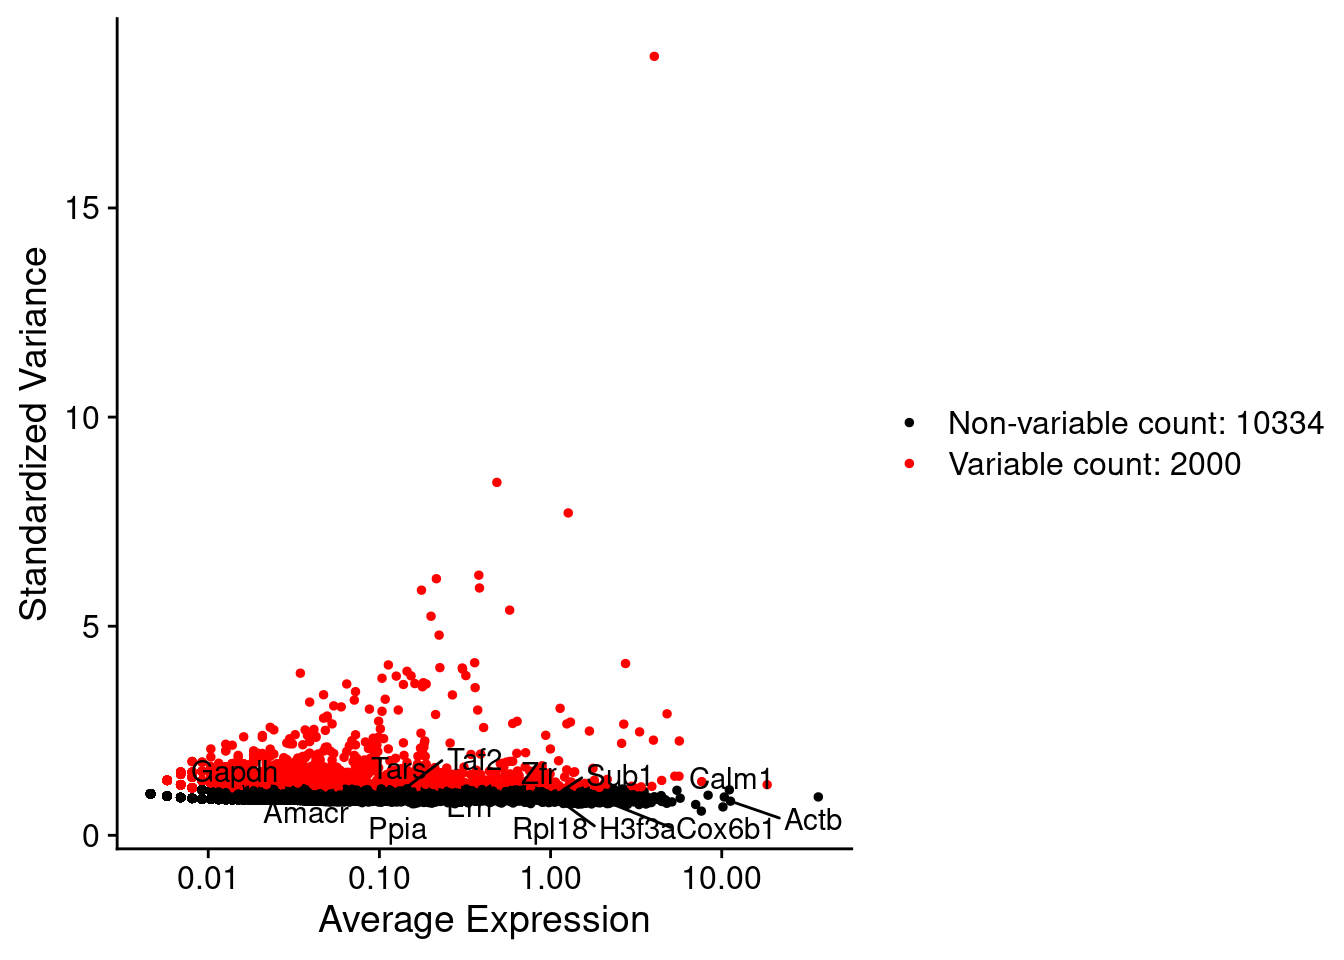 15
10
5
0
Standardized Variance
Non-variable count: 10334
Variable count: 2000
Taf2
Tars
Gapdh
Zfr
Sub1
Calm1
Amacr
Ppia
Rpl18
H3f3a
Cox6b1
Actb
0.01
0.10
1.00
10.00
Average Expression